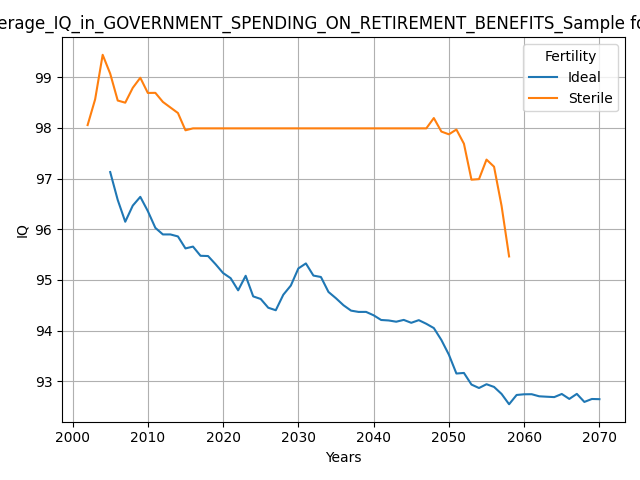 erage_IQ_in_GOVERNMENT_SPENDING_ON_RETIREMENT_BENEFITS_Sample fo
Fertility
Ideal
Sterile
99
98
97
96
95
94
93
IQ
2000 2010 2020 2030 2040 2050 2060 2070
Years